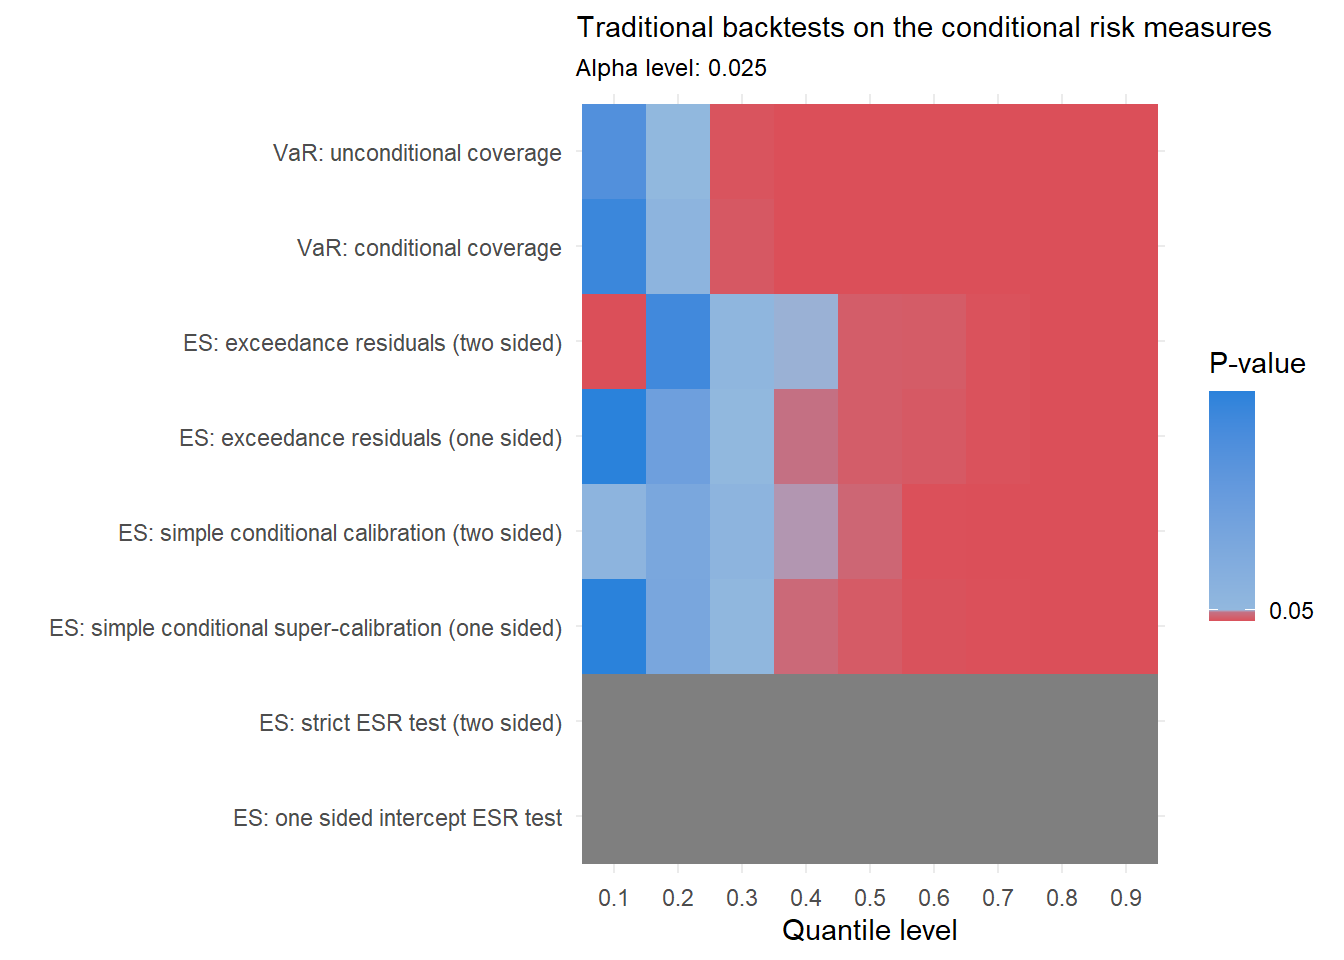 Traditional backtests on the conditional risk measures
Alpha level: 0.025
VaR: unconditional coverage
VaR: conditional coverage
ES: exceedance residuals (two sided)
ES: exceedance residuals (one sided)
ES: simple conditional calibration (two sided)
ES: simple conditional super-calibration (one sided)
ES: strict ESR test (two sided)
ES: one sided intercept ESR test
0.1 0.2 0.3 0.4 0.5 0.6 0.7 0.8 0.9
Quantile level
P-value
0.05